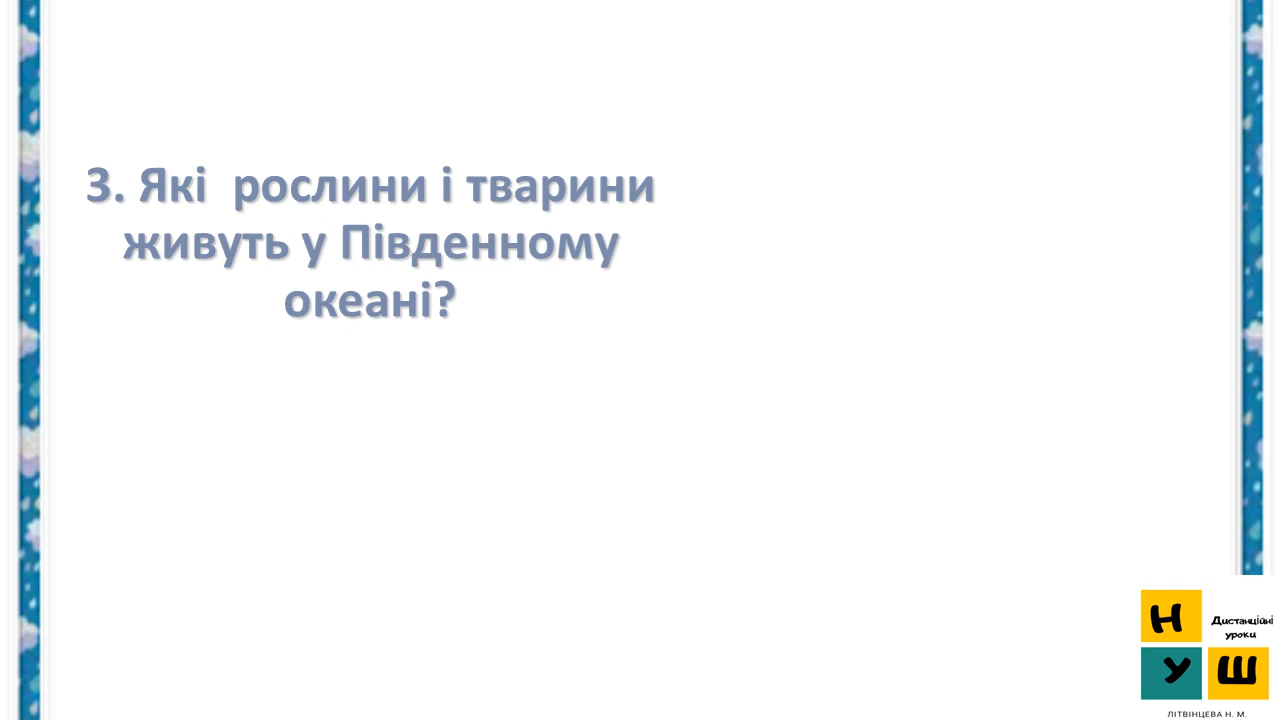 3. Які рослини і тварини
живуть у Південному
океані?
Н
Дистанційні
уроки
У
Ш
ЛІТВІНЦЕВА Н. М.